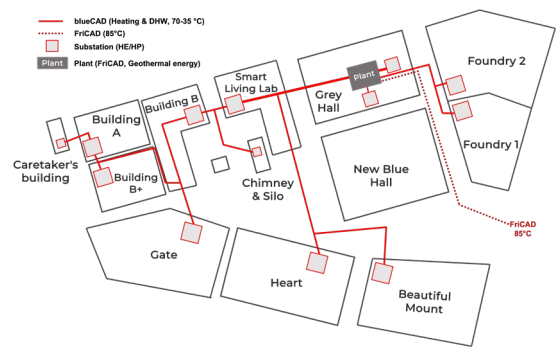 blueCAD (Heating & DHW, 70-35 °C)
FriCAD (85°C)
Substation (HE/HP)
Plant
Plant (FriCAD, Geothermal energy)
Foundry 2
Smart
Living Lab
Plant
Building B
Grey
Hall
Building
A
Foundry 1
Caretaker's
building
Building
B+
Chimney
& Silo
New Blue
Hall
FriCAD
85°C
Gate
Heart
Beautiful
Mount